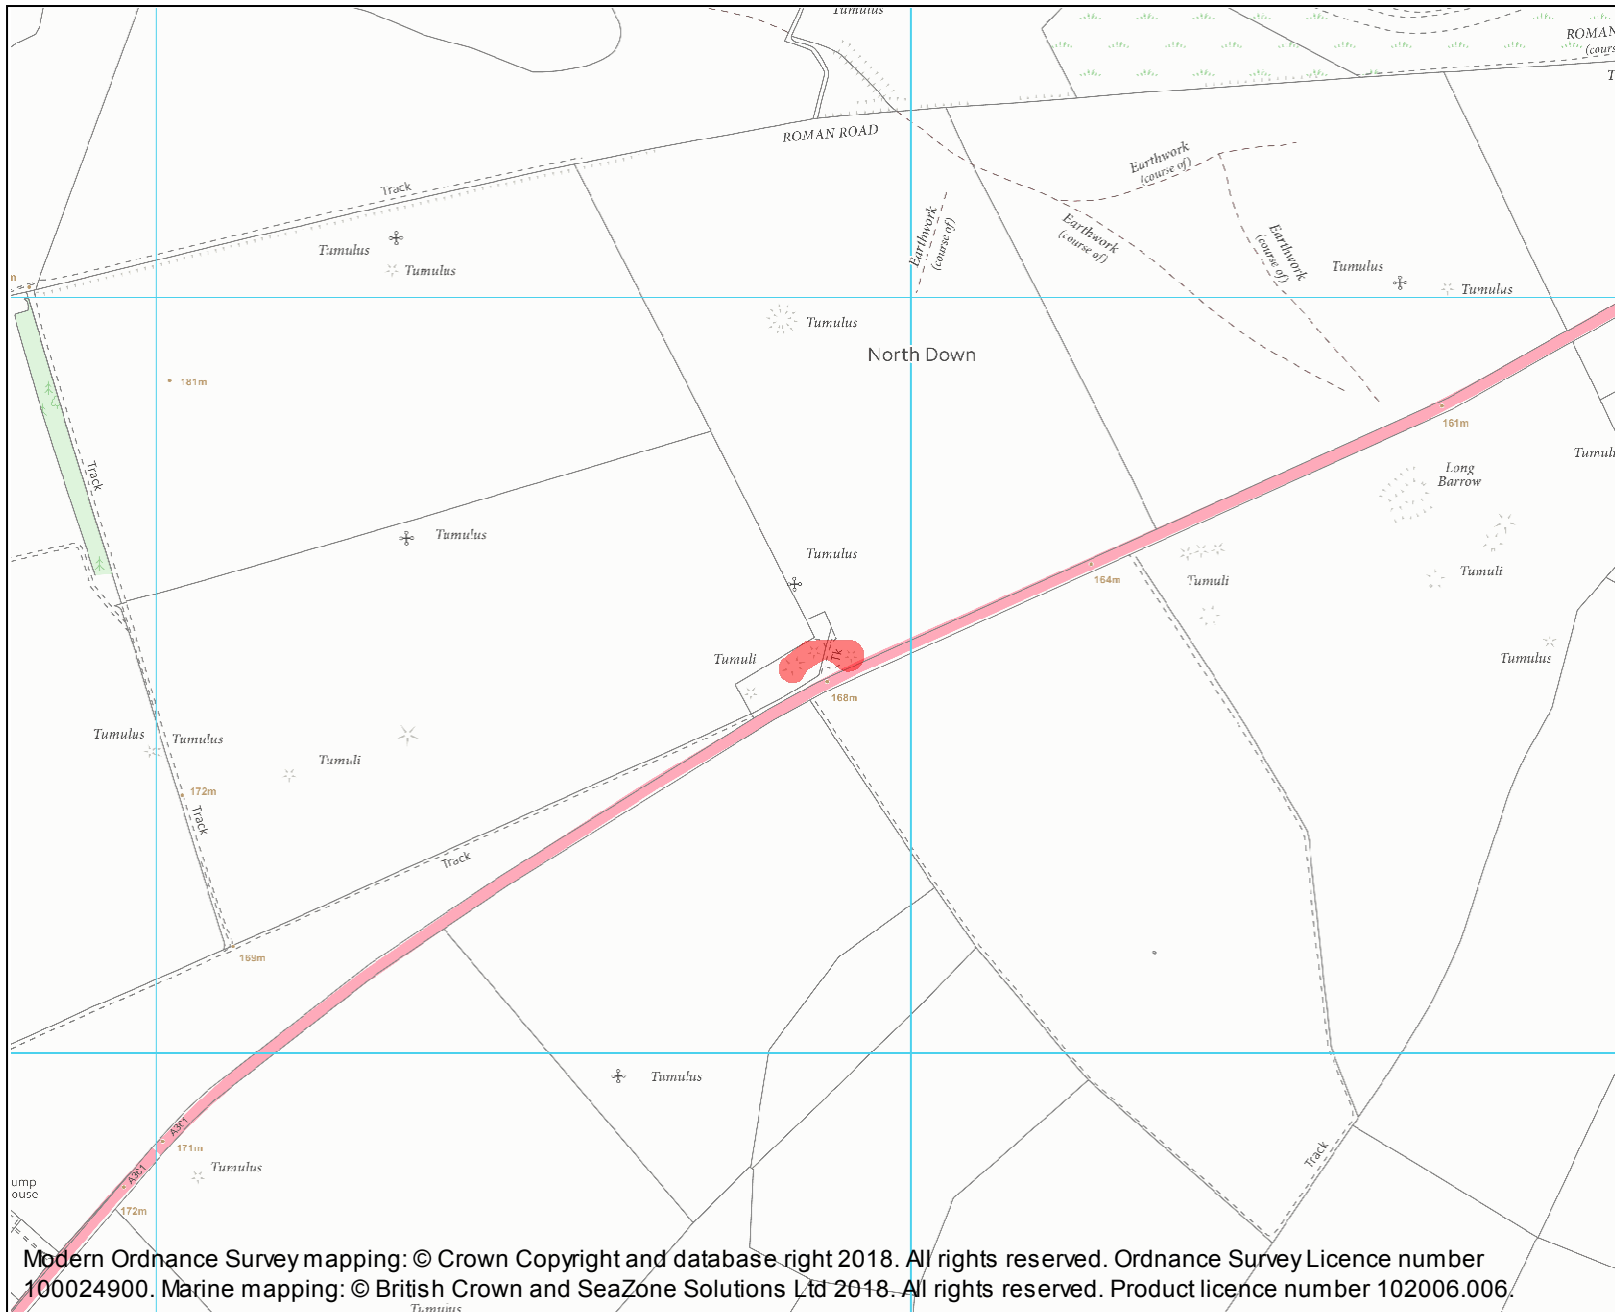 Tumulus
ROMAN
ROMAN ROAD
Track
Earthwork
(course of)
Tumulus
Tumulus
Earthwork
(course of)
Earthwork
(course of)
Earthwork
(course of)
Tumulus
Tumulus
Tumulus
North Down
181m
161m
Track
Long
Barrow
Tumulus
Tumulus
164m
Tumuli
Tumuli
Tumuli
Tk
Tumulus
168m
Tumulus
Tumulus
Tumuli
172m
Track
Track
169m
Tumulus
A361
171m
Tumulus
A361
Track
172m
Modern Ordnance Survey mapping: © Crown Copyright and database right 2018. All rights reserved. Ordnance Survey Licence number
100024900. Marine mapping: © British Crown and SeaZone Solutions Ltd 2018. All rights reserved. Product licence number 102006.006.
Tumulus